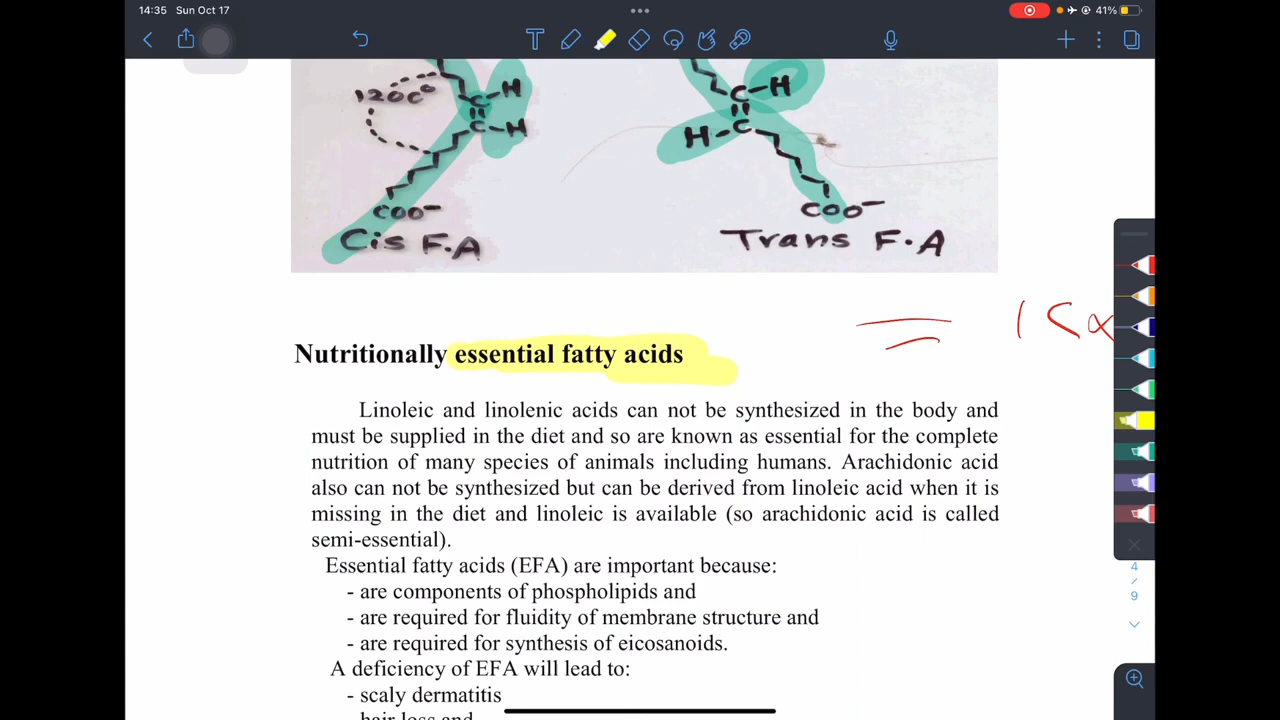 14:35 Sun Oct 17
41%
T
120c°
C-H
C-H
COO⁻
Cis F.A
C-H
H-C
COO⁻
Trans F.A
Nutritionally essential fatty acids
Linoleic and linolenic acids can not be synthesized in the body and
must be supplied in the diet and so are known as essential for the complete
nutrition of many species of animals including humans. Arachidonic acid
also can not be synthesized but can be derived from linoleic acid when it is
missing in the diet and linoleic is available (so arachidonic acid is called
semi-essential).
Essential fatty acids (EFA) are important because:
- are components of phospholipids and
- are required for fluidity of membrane structure and
- are required for synthesis of eicosanoids.
A deficiency of EFA will lead to:
- scaly dermatitis
- hair loss and
4
/
9